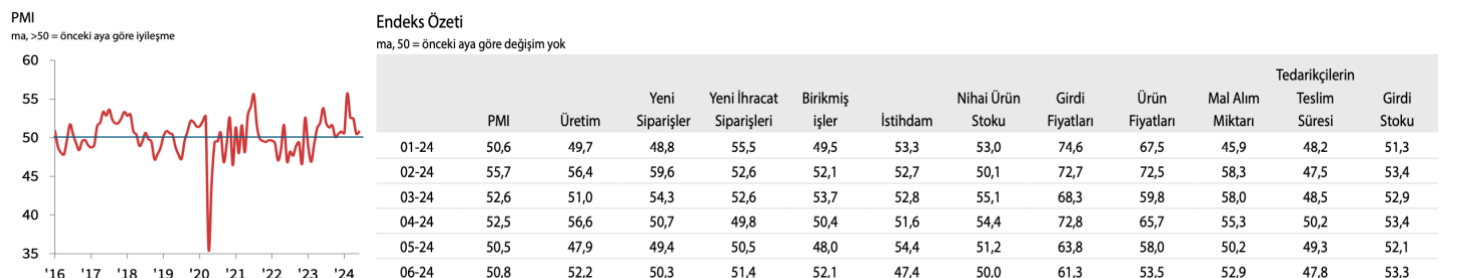 PMI
ma, >50 = önceki aya göre iyileşme
60
55
50
45
40
35
'16 '17 '18 '19 '20 '21 '22 '23 '24
Endeks Özeti
ma, 50 = önceki aya göre değişim yok
PMI Üretim Yeni Siparişler Yeni İhracat Siparişleri Birikmiş işler İstihdam Nihai Ürün Stoku Girdi Fiyatları Ürün Fiyatları Mal Alım Miktarı Tedarikçilerin Teslim Süresi Girdi Stoku
01-24 50,6 49,7 48,8 55,5 49,5 53,3 53,0 74,6 67,5 45,9 48,2 51,3
02-24 55,7 56,4 59,6 52,6 52,1 52,7 50,1 72,7 72,5 58,3 47,5 53,4
03-24 52,6 51,0 54,3 52,6 53,7 52,8 55,1 68,3 59,8 58,0 48,5 52,9
04-24 52,5 56,6 50,7 49,8 50,4 51,6 54,4 72,8 65,7 55,3 50,2 53,4
05-24 50,5 47,9 49,4 50,5 48,0 54,4 51,2 63,8 58,0 50,2 49,3 52,1
06-24 50,8 52,2 50,3 51,4 52,1 47,4 50,0 61,3 53,5 52,9 47,8 53,3